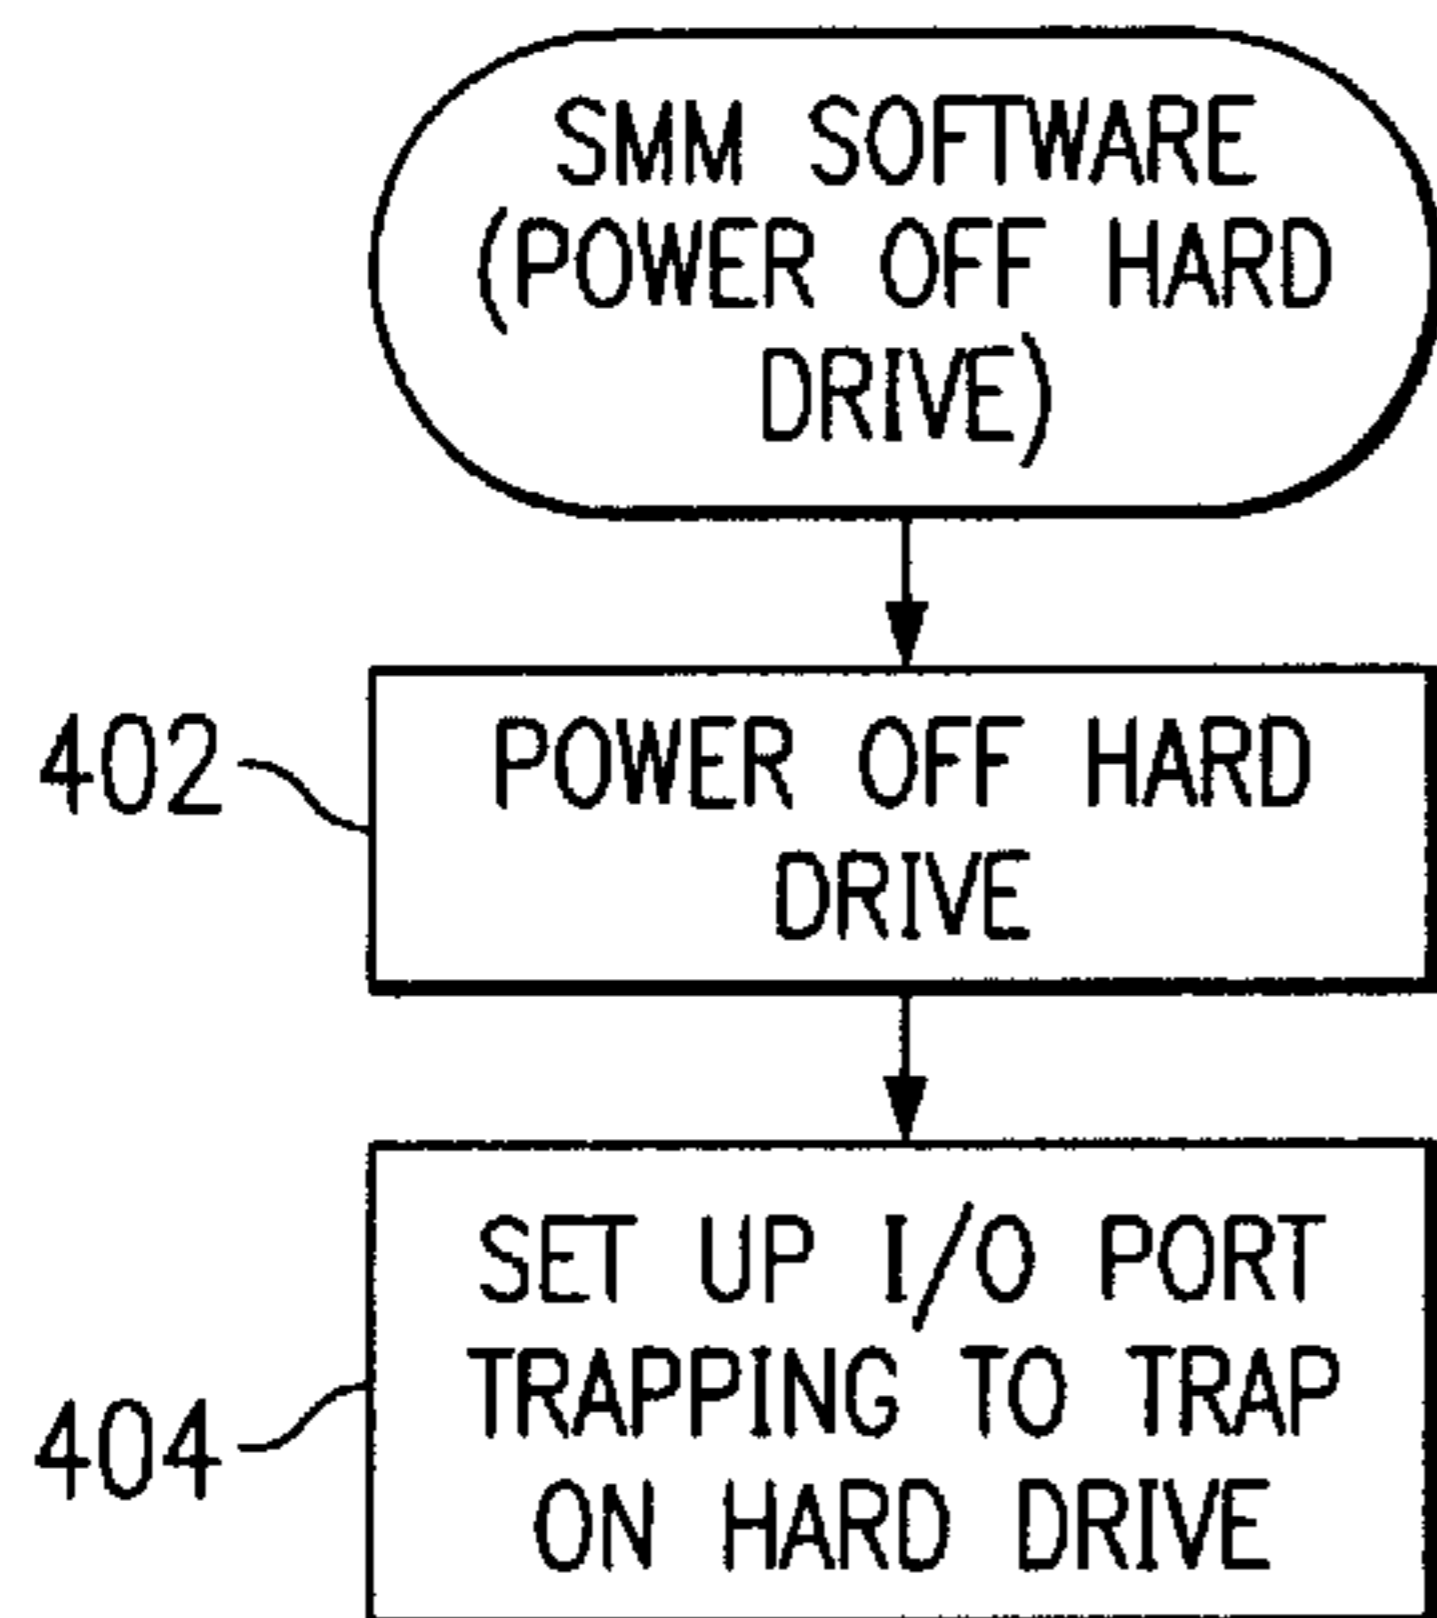 SMM SOFTWARE
(POWER OFF HARD
DRIVE)
402
POWER OFF HARD
DRIVE
404
SET UP I/O PORT
TRAPPING TO TRAP
ON HARD DRIVE